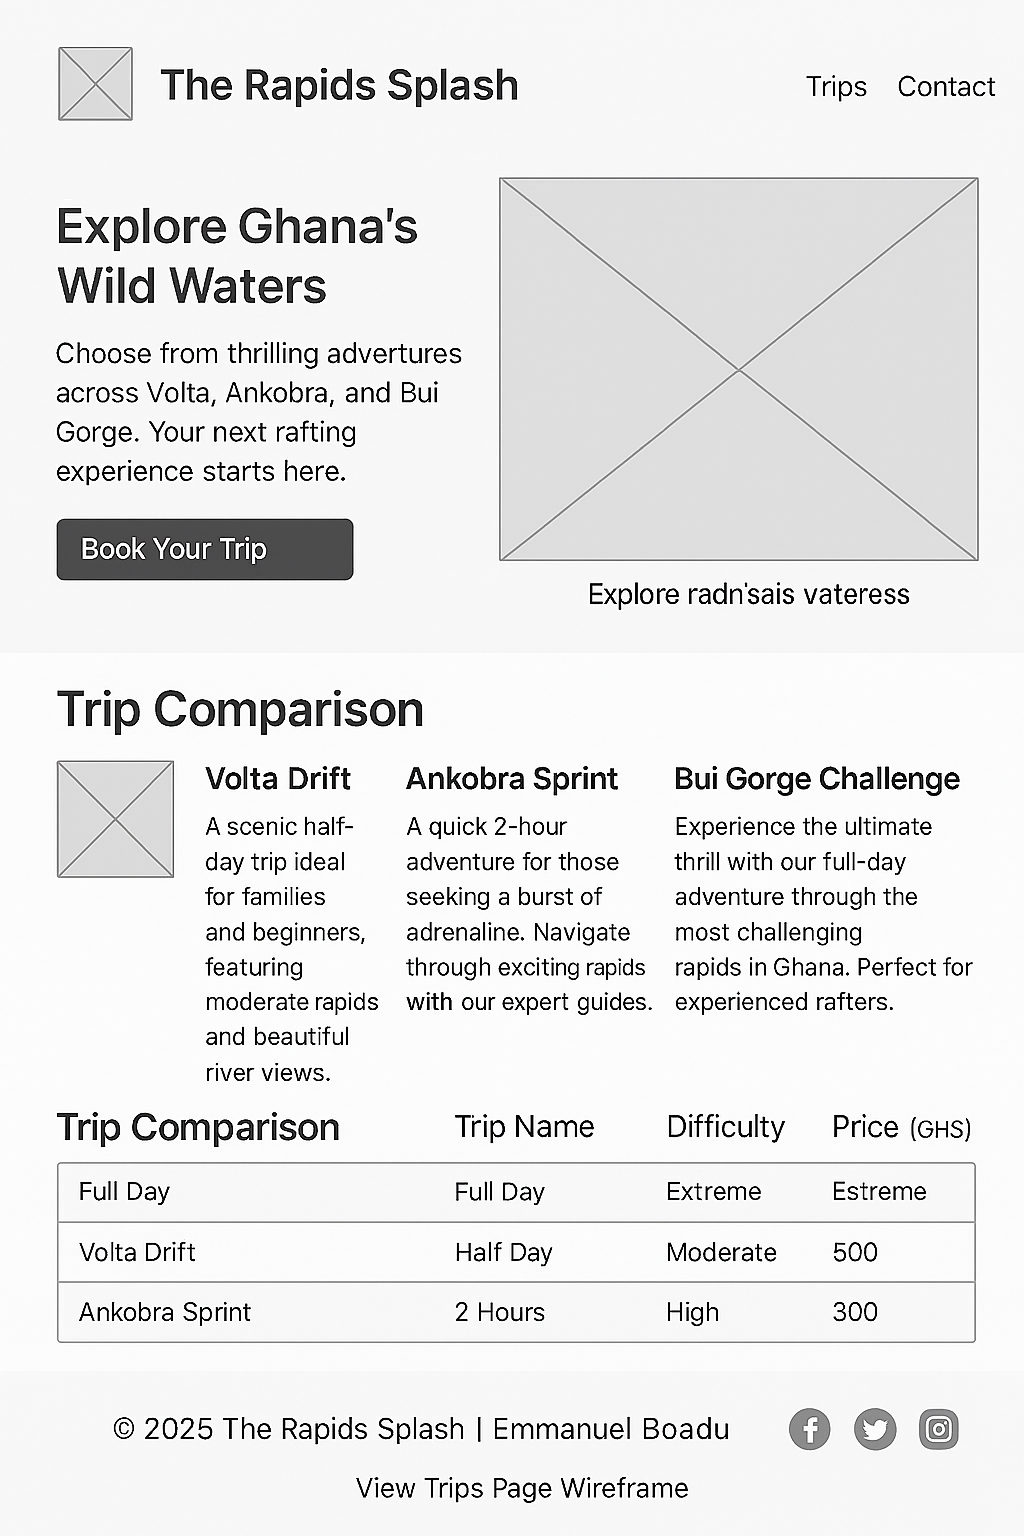 The Rapids Splash
Trips Contact
Explore Ghana's
Wild Waters
Choose from thrilling advertures
across Volta, Ankobra, and Bui
Gorge. Your next rafting
experience starts here.
Book Your Trip
Explore radn'sais vateress
Trip Comparison
Volta Drift
A scenic half-
day trip ideal
for families
and beginners,
featuring
moderate rapids
and beautiful
river views.
Ankobra Sprint
A quick 2-hour
adventure for those
seeking a burst of
adrenaline. Navigate
through exciting rapids
with our expert guides.
Bui Gorge Challenge
Experience the ultimate
thrill with our full-day
adventure through the
most challenging
rapids in Ghana. Perfect for
experienced rafters.
Trip Comparison Trip Name Difficulty Price (GHS)
Full Day Full Day Extreme Estreme
Volta Drift Half Day Moderate 500
Ankobra Sprint 2 Hours High 300
© 2025 The Rapids Splash | Emmanuel Boadu
View Trips Page Wireframe